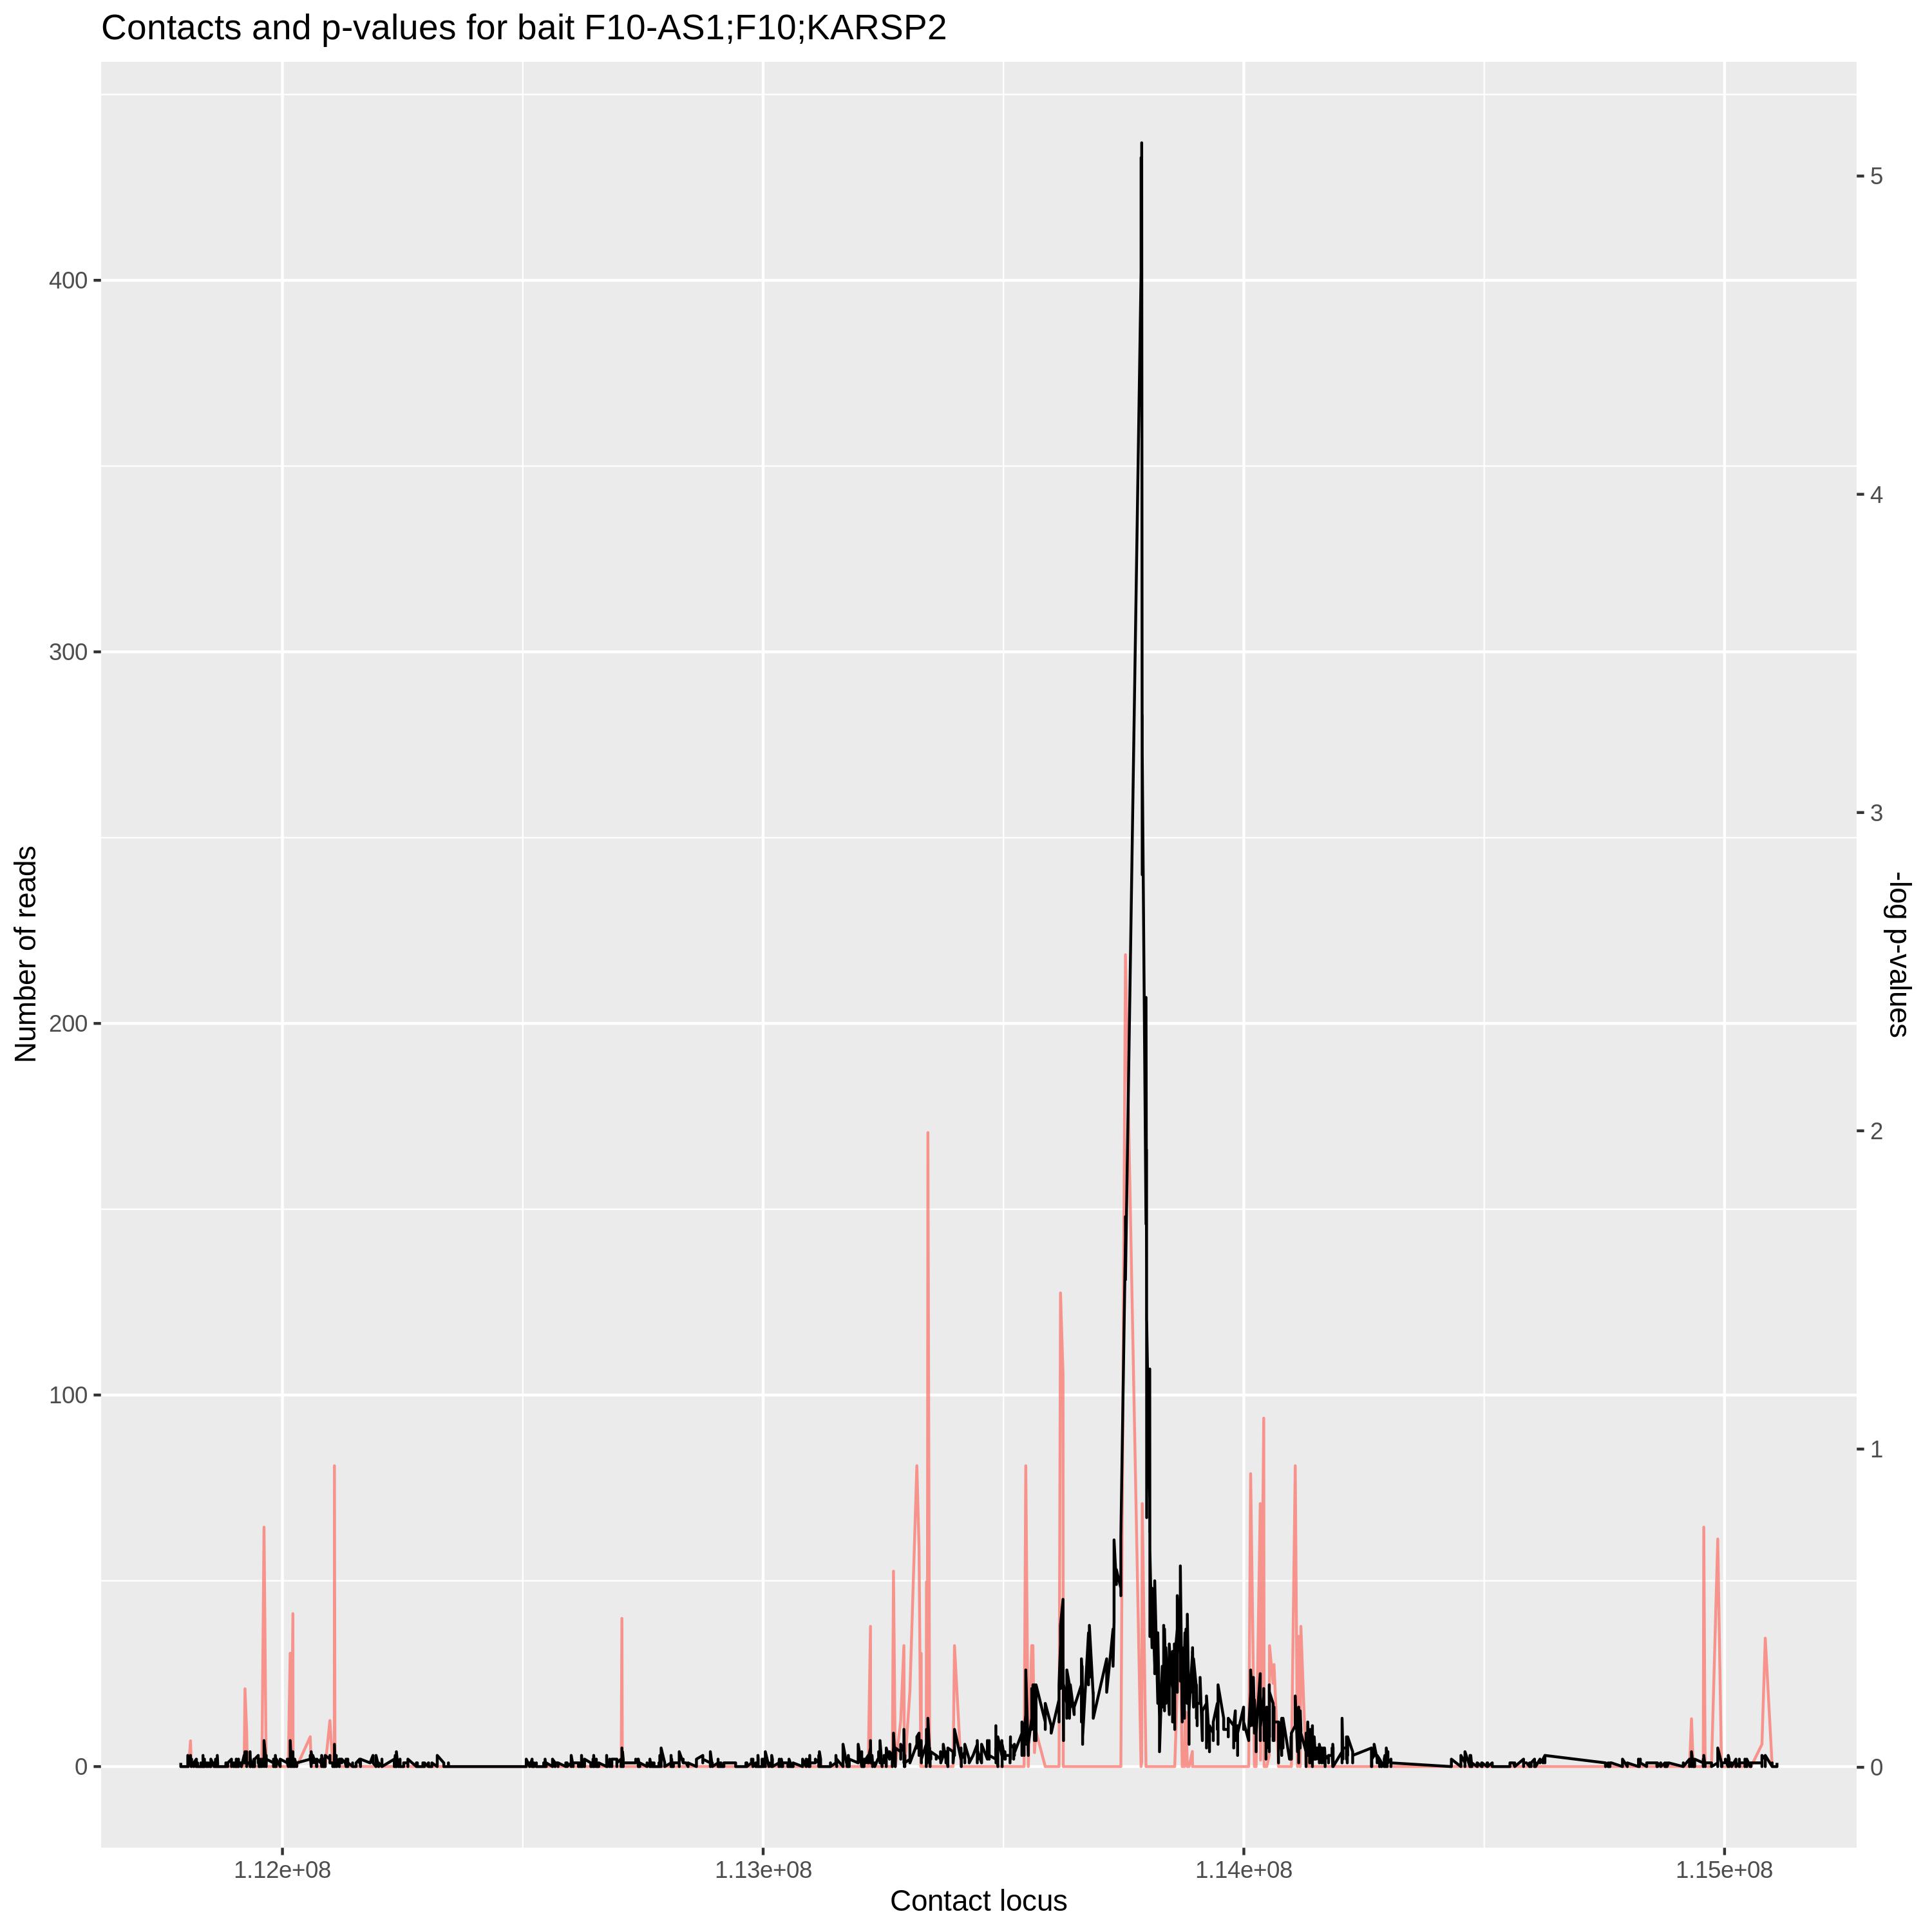 Contacts and p-values for bait F10-AS1;F10;KARSP2
400
300
200
100
0
Number of reads
5
4
3
2
1
0
-log p-values
1.12e+08
1.13e+08
1.14e+08
1.15e+08
Contact locus